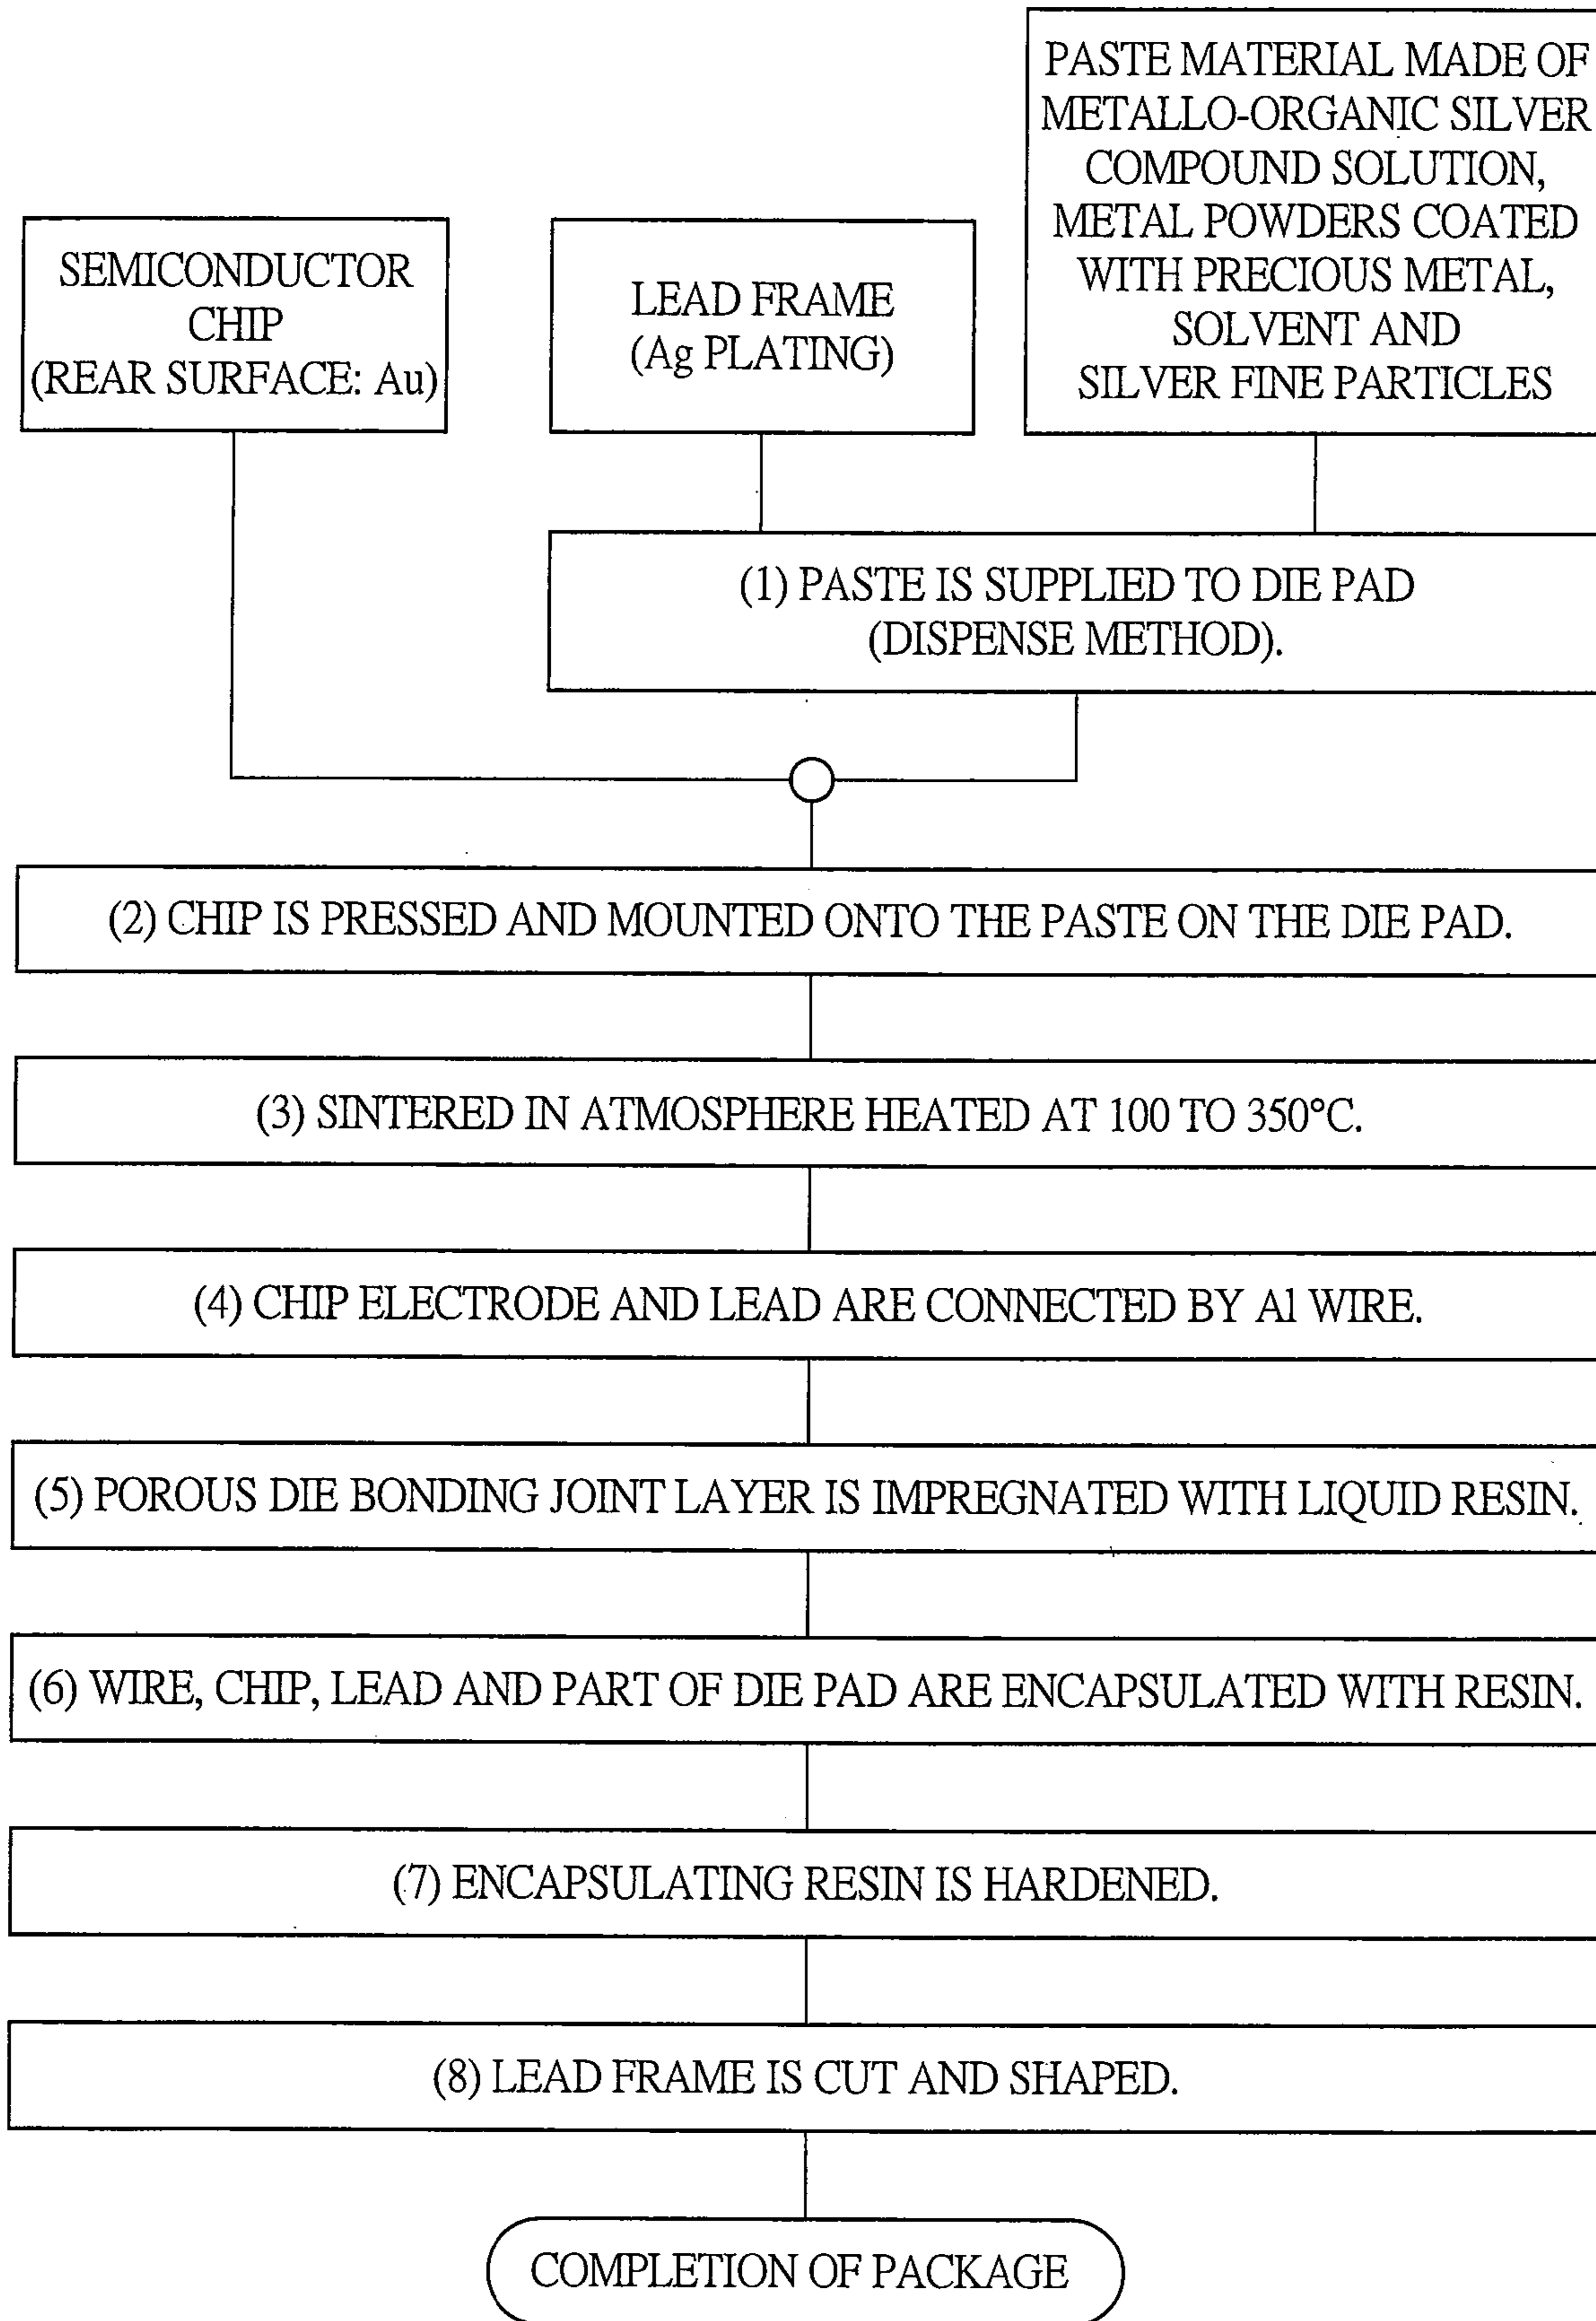 SEMICONDUCTOR
CHIP
(REAR SURFACE: Au)
LEAD FRAME
(Ag PLATING)
PASTE MATERIAL MADE OF
METALLO-ORGANIC SILVER
COMPOUND SOLUTION,
METAL POWDERS COATED
WITH PRECIOUS METAL,
SOLVENT AND
SILVER FINE PARTICLES
(1) PASTE IS SUPPLIED TO DIE PAD
(DISPENSE METHOD).
(2) CHIP IS PRESSED AND MOUNTED ONTO THE PASTE ON THE DIE PAD.
(3) SINTERED IN ATMOSPHERE HEATED AT 100 TO 350°C.
(4) CHIP ELECTRODE AND LEAD ARE CONNECTED BY Al WIRE.
(5) POROUS DIE BONDING JOINT LAYER IS IMPREGNATED WITH LIQUID RESIN.
(6) WIRE, CHIP, LEAD AND PART OF DIE PAD ARE ENCAPSULATED WITH RESIN.
(7) ENCAPSULATING RESIN IS HARDENED.
(8) LEAD FRAME IS CUT AND SHAPED.
COMPLETION OF PACKAGE